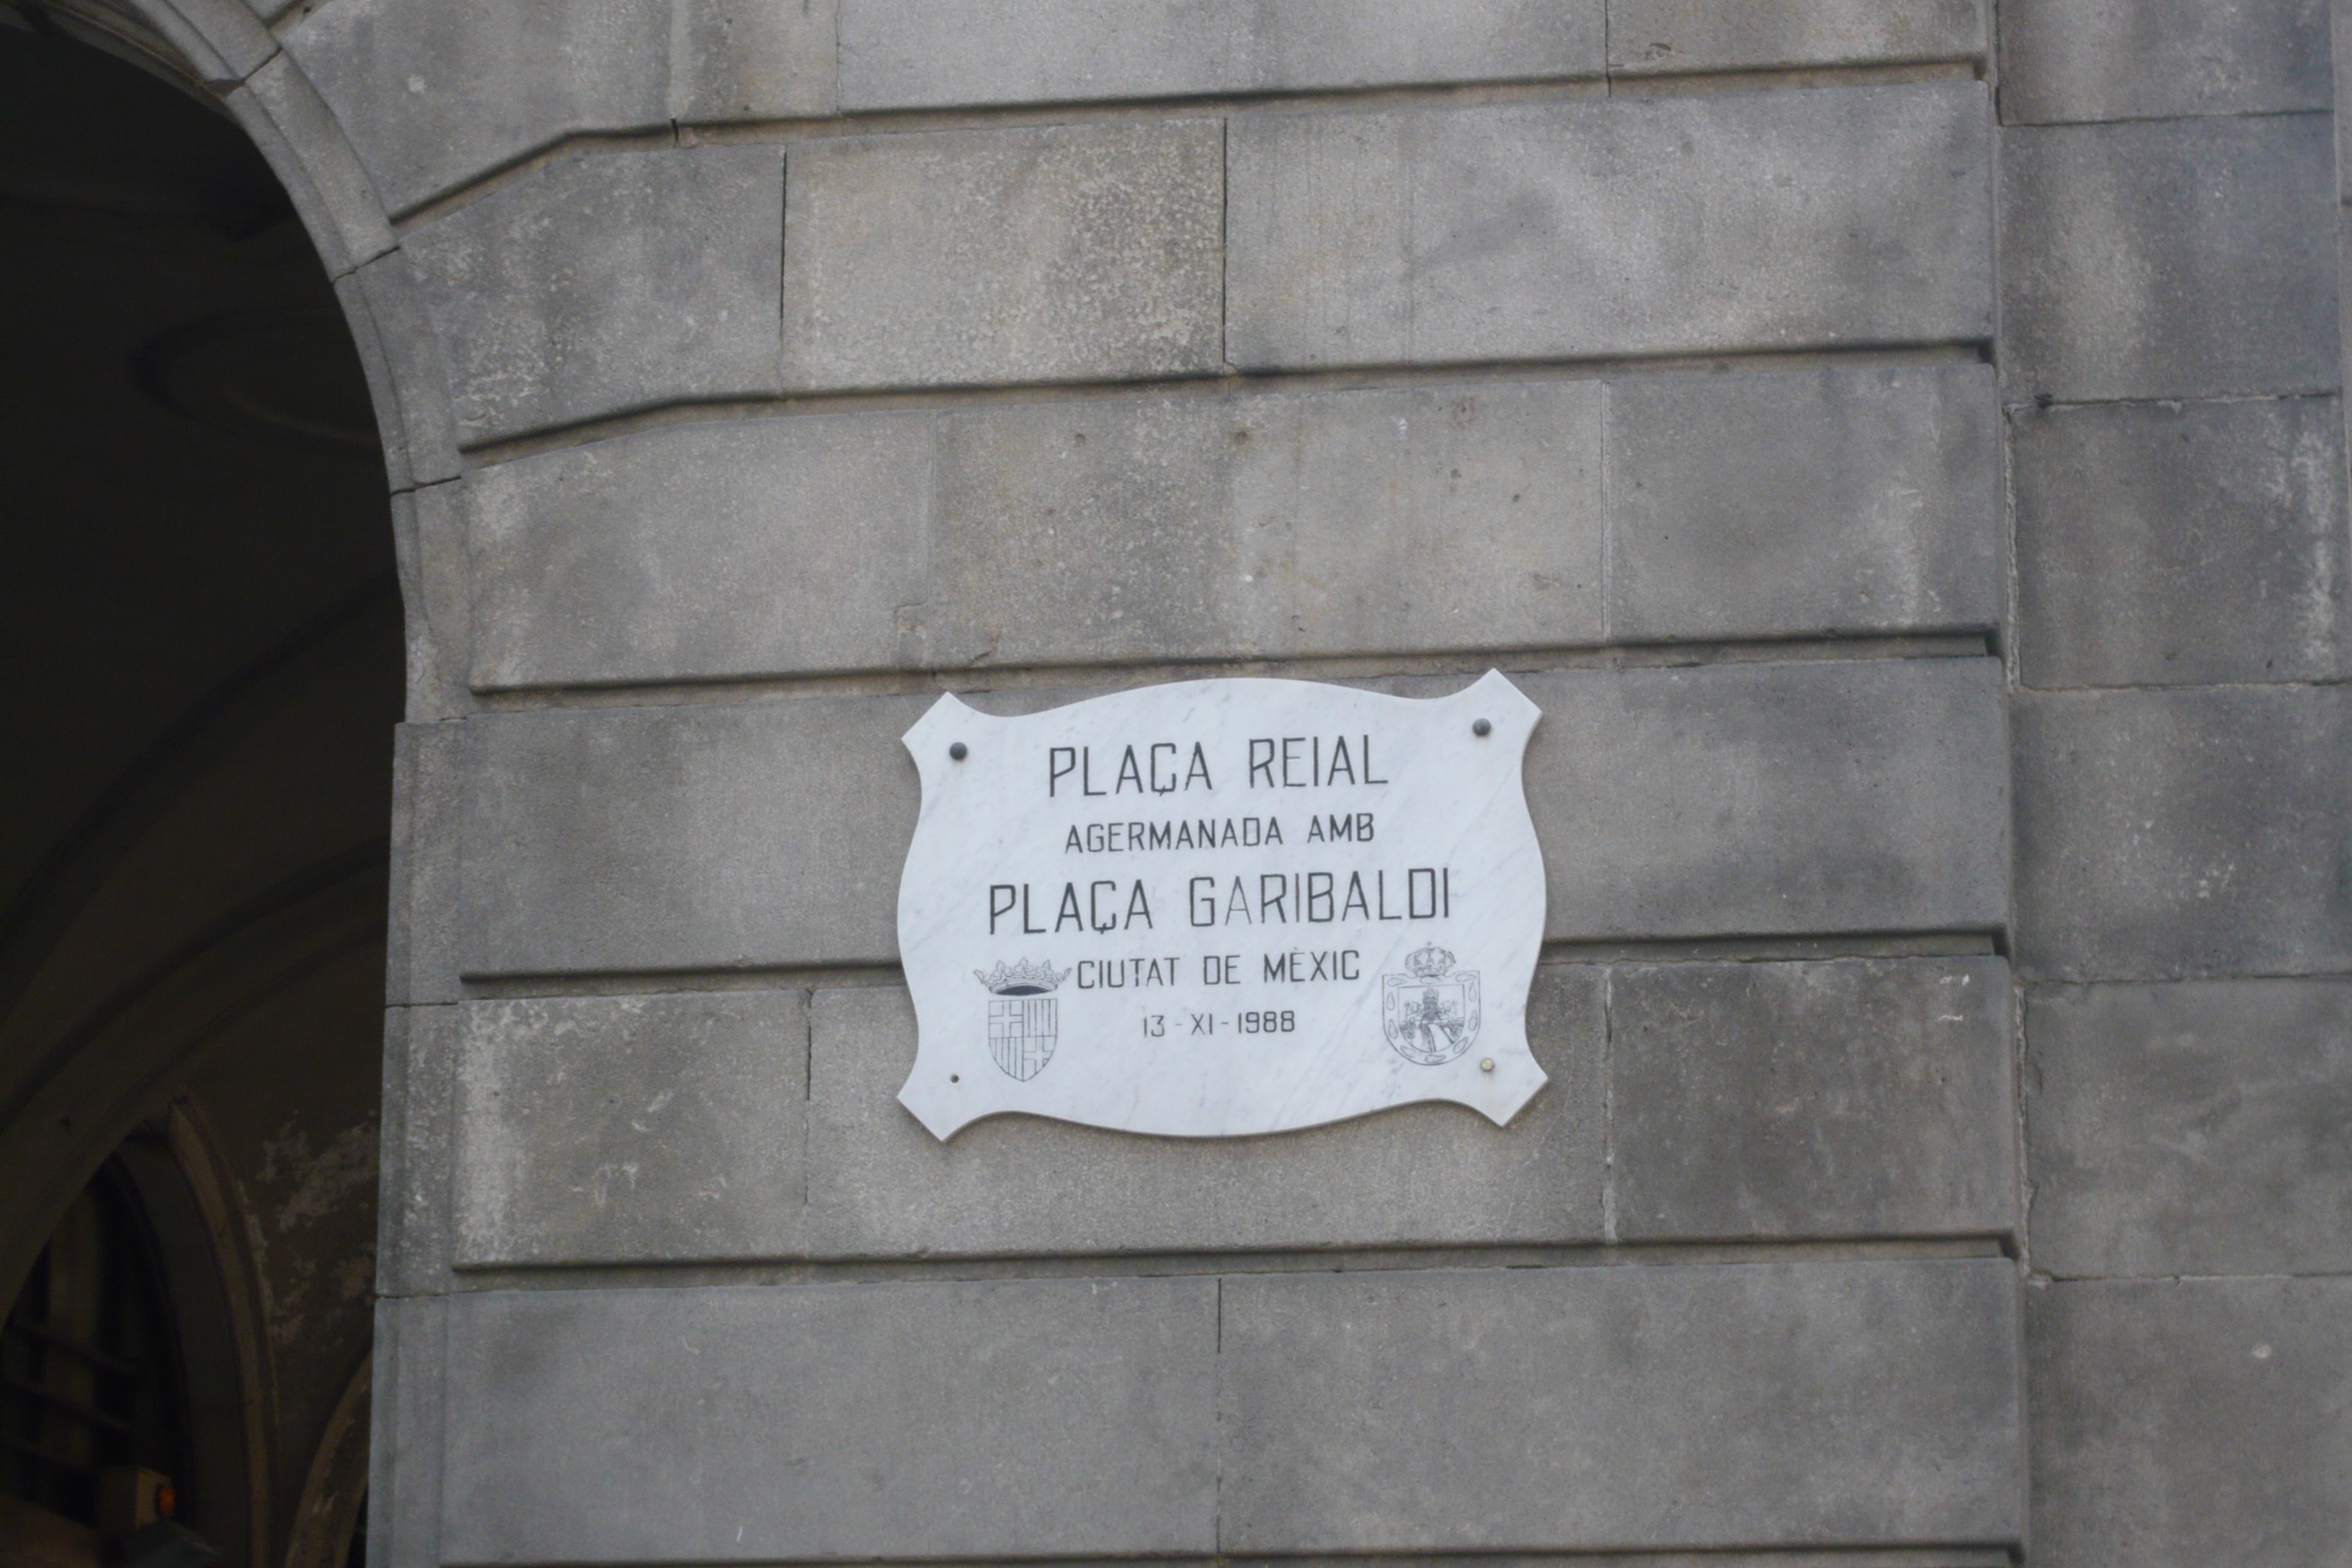 PLAÇA REIAL
AGERMANADA AMB
PLAÇA GARIBALDI
CIUTAT DE MÈXIC
13-XI-1988